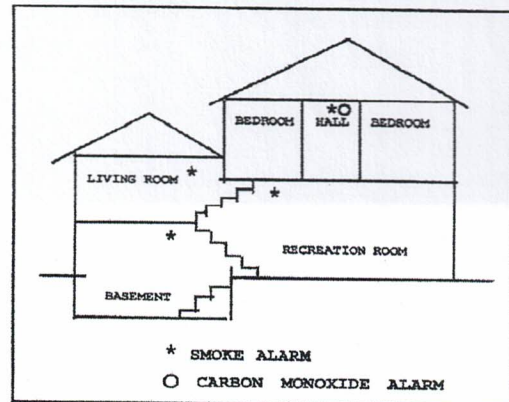 BEDROOM HALL BEDROOM
LIVING ROOM *
RECREATION ROOM
BASEMENT
* SMOKE ALARM
O CARBON MONOXIDE ALARM